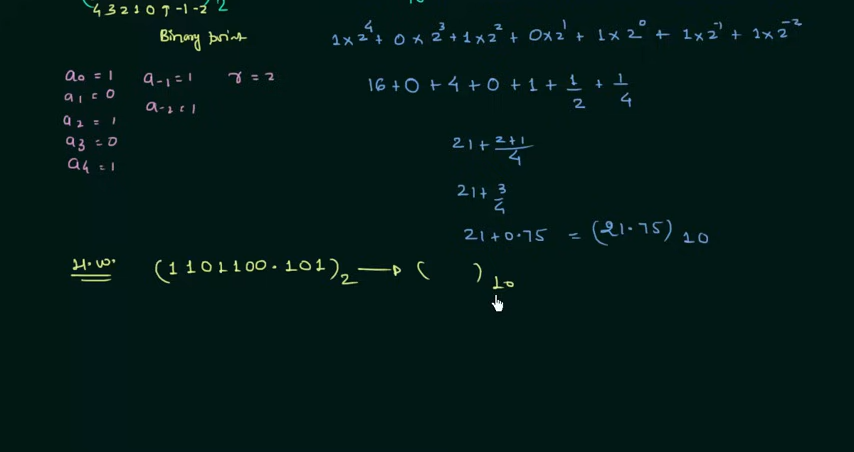 4 3 2 1 0 ↑ -1 -2 2
Binary point
1×2⁴ + 0×2³ + 1×2² + 0×2¹ + 1×2⁰ + 1×2⁻¹ + 1×2⁻²
a₀ = 1 a₋₁ = 1 r = 2
16+0 + 4 + 0 + 1 + 1/2 + 1/4
a₁ = 0
a₋₂ = 1
a₂ = 1
a₃ = 0
a₄ = 1
21 + (2+1)/4
21 + 3/4
21 + 0.75 = (21.75)₁₀
H.W. (1101100.101)₂ → ( )₁₀